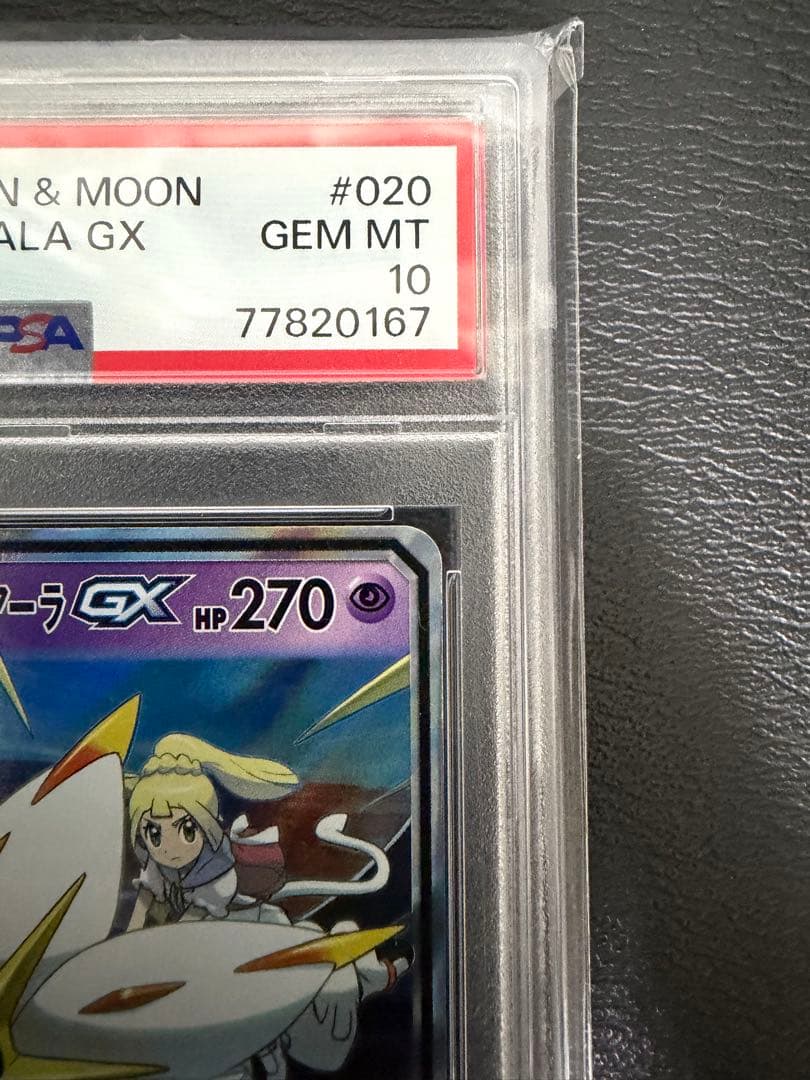 N & MOON #020
ALA GX GEM MT
10
PSA 77820167
ーラ GX HP 270